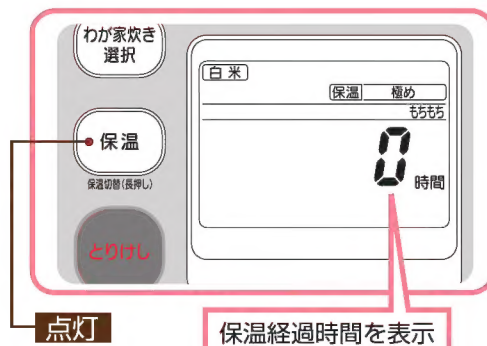 わが家炊き
選択
保温
保温切替(長押し)
とりけし
白米
保温 極め
もちもち
0時間
点灯
保温経過時間を表示